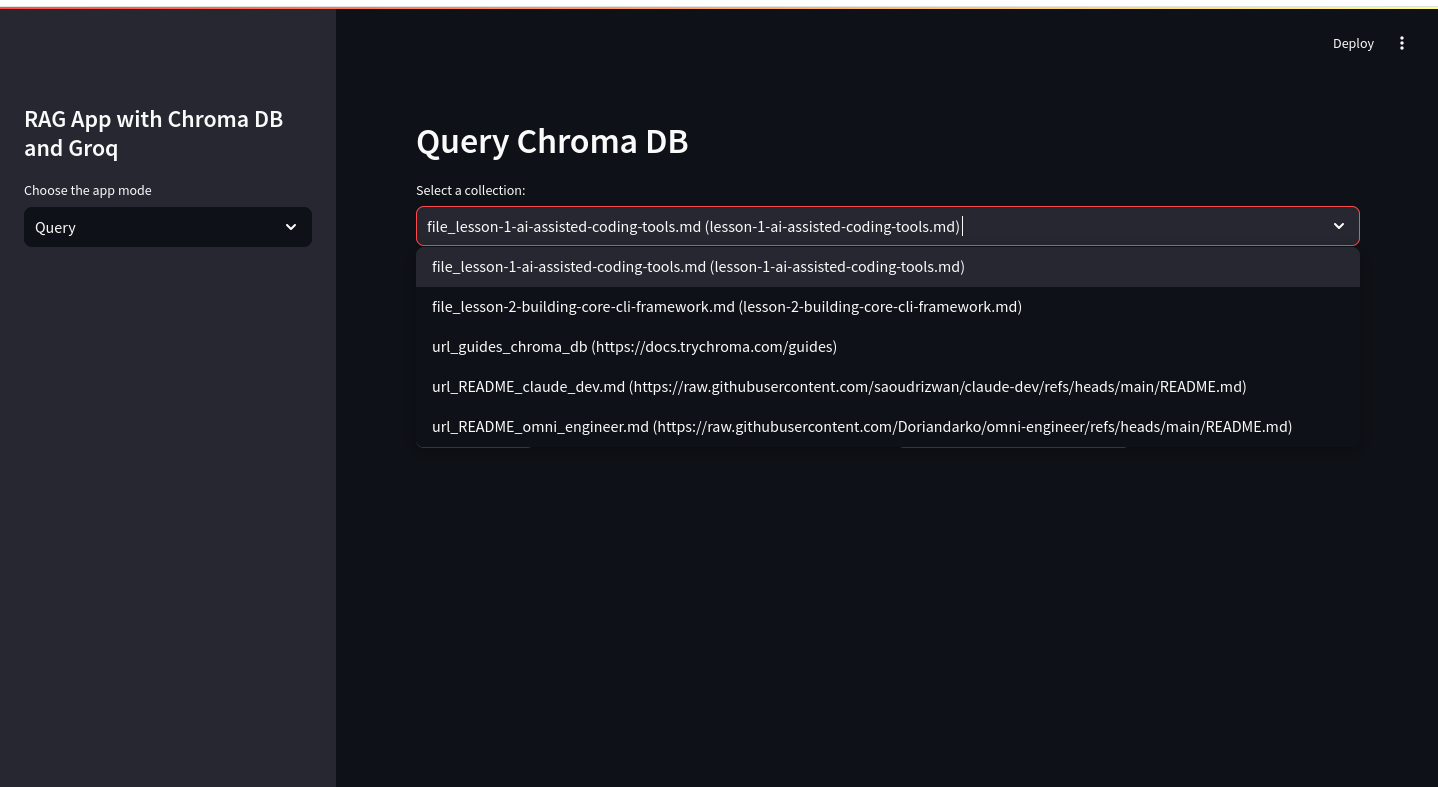 Deploy
RAG App with Chroma DB
and Groq
Choose the app mode
Query
Query Chroma DB
Select a collection:
file_lesson-1-ai-assisted-coding-tools.md (lesson-1-ai-assisted-coding-tools.md)
file_lesson-1-ai-assisted-coding-tools.md (lesson-1-ai-assisted-coding-tools.md)
file_lesson-2-building-core-cli-framework.md (lesson-2-building-core-cli-framework.md)
url_guides_chroma_db (https://docs.trychroma.com/guides)
url_README_claude_dev.md (https://raw.githubusercontent.com/saoudrizwan/claude-dev/refs/heads/main/README.md)
url_README_omni_engineer.md (https://raw.githubusercontent.com/Doriandarko/omni-engineer/refs/heads/main/README.md)